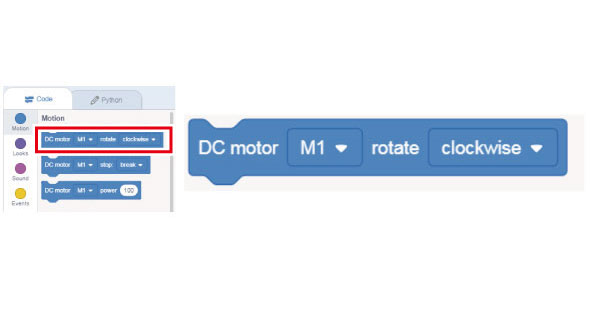 Code
Python
Motion
Motion
DC motor M1 rotate clockwise
Looks
DC motor M1 stop: break
Sound
DC motor M1 power 100
Events
DC motor M1 rotate clockwise